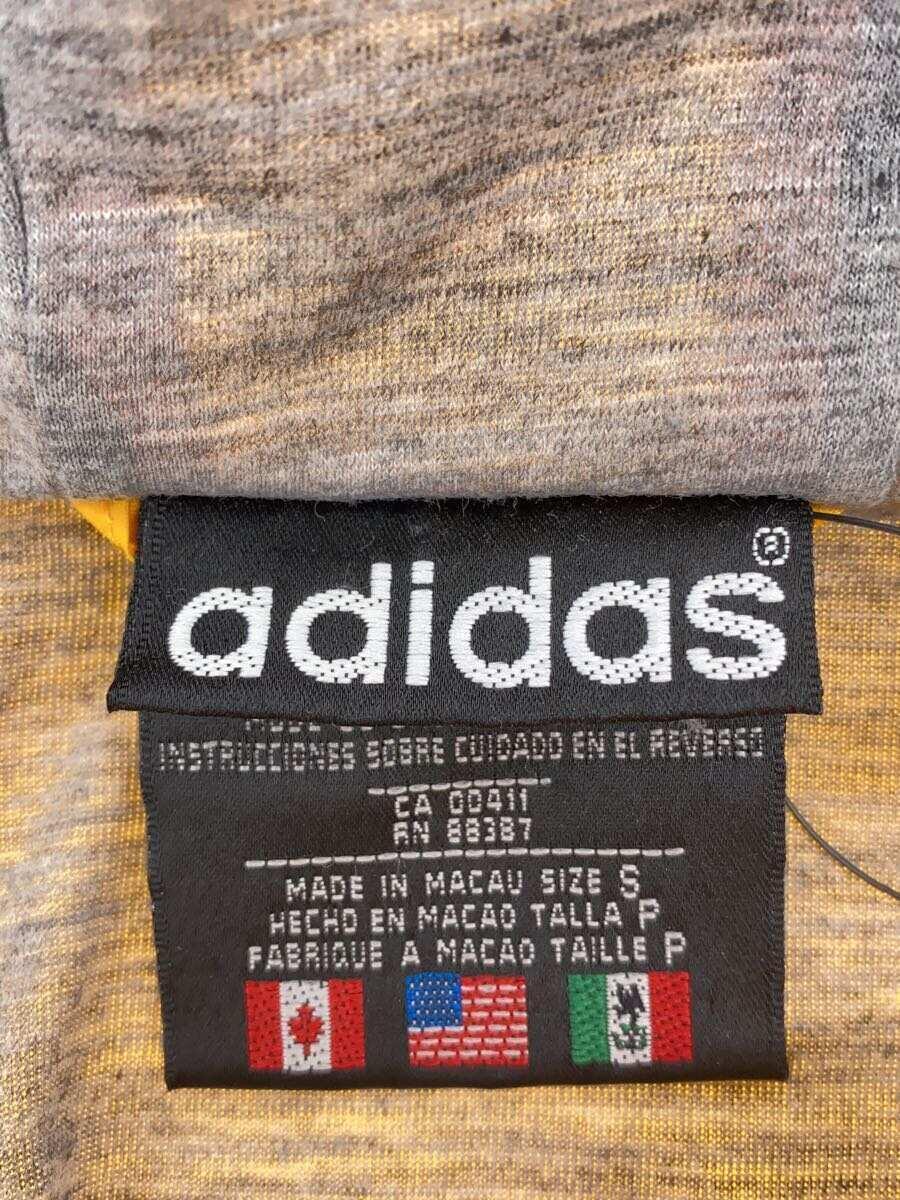 adidas®
INSTRUCCIONES SOBRE CUIDADO EN EL REVERSO
CA 00411
RN 88387
MADE IN MACAU SIZE S
HECHO EN MACAO TALLA P
FABRIQUE A MACAO TAILLE P